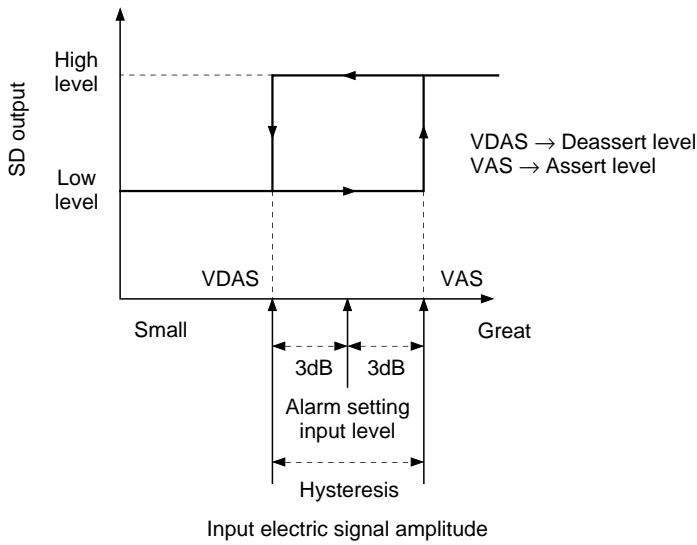 High
level
SD output
Low
level
VDAS → Deassert level
VAS → Assert level
VDAS
VAS
Small
Great
3dB
3dB
Alarm setting
input level
Hysteresis
Input electric signal amplitude